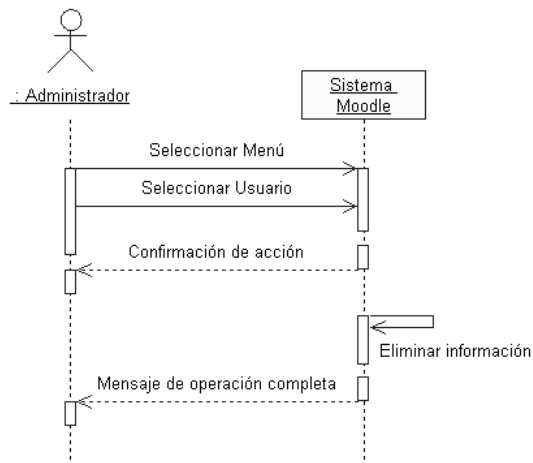 : Administrador
Sistema
Moodle
Seleccionar Menú
Seleccionar Usuario
Confirmación de acción
Eliminar información
Mensaje de operación completa